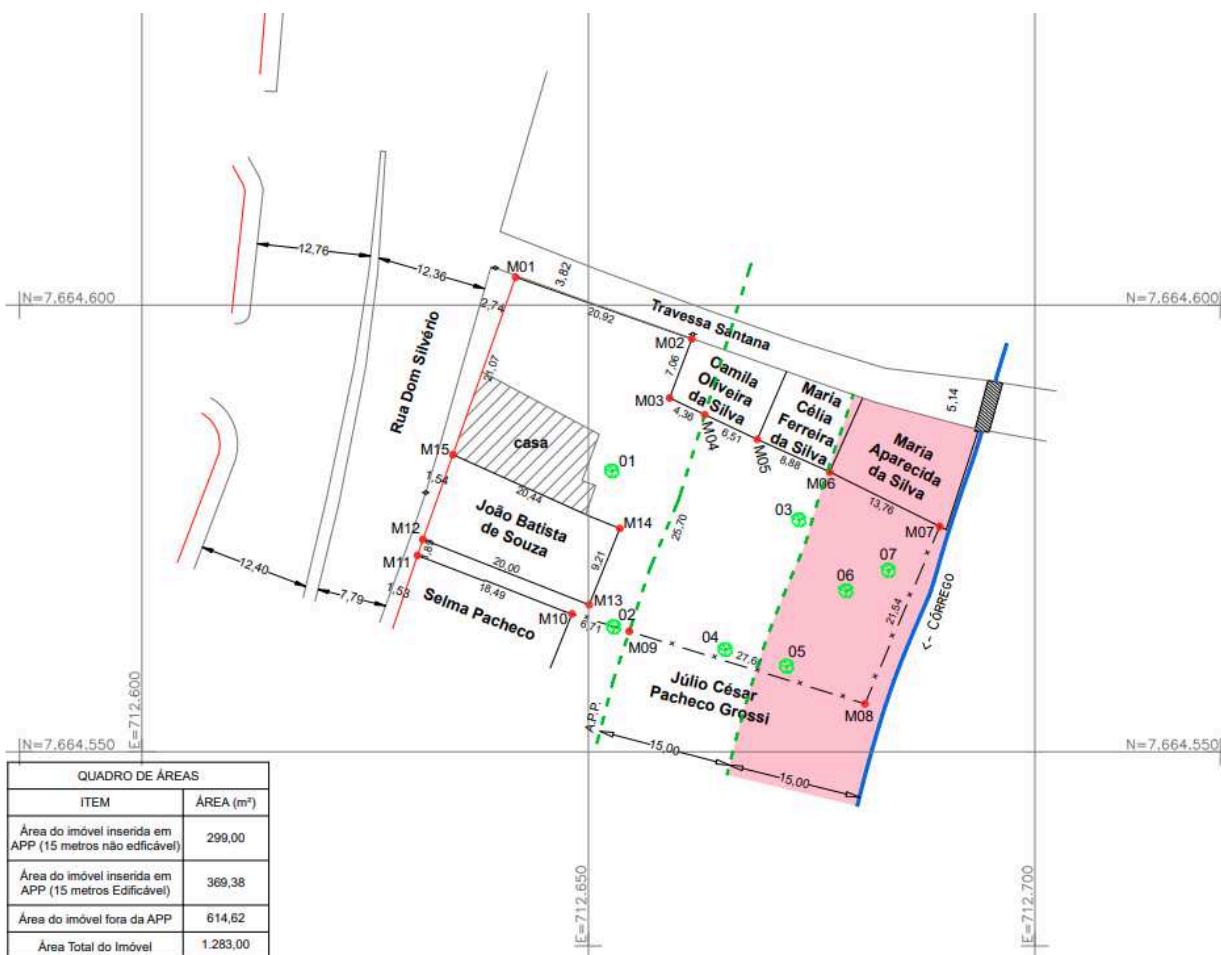 12,76
12,36
M01
3,82
2,74
N=7.664.600
N=7.664.600
20,92
Travessa Santana
Rua Dom Silvério
M02
7,06
Camila
Oliveira
da Silva
Maria
Célia
Ferreira
da Silva
5,14
M03
4,36
M04
6,51
M05
8,88
M06
Maria
Aparecida
da Silva
13,76
M07
casa
01
M15
1,54
20,44
João Batista
de Souza
M14
9,21
25,70
03
07
06
21,54
<- CÓRREGO
M12
1,89
M11
20,00
18,49
1,53
12,40
7,79
Selma Pacheco
M13
M10
6,71
02
M09
04
05
Júlio César
Pacheco Grossi
M08
A.P.P.
15,00
15,00
E=712.600
E=712.650
E=712.700
N=7.664.550
N=7.664.550
QUADRO DE ÁREAS
ITEM
ÁREA (m²)
Área do imóvel inserida em
APP (15 metros não edficável)
299,00
Área do imóvel inserida em
APP (15 metros Edificável)
369,38
Área do imóvel fora da APP
614,62
Área Total do Imóvel
1.283,00